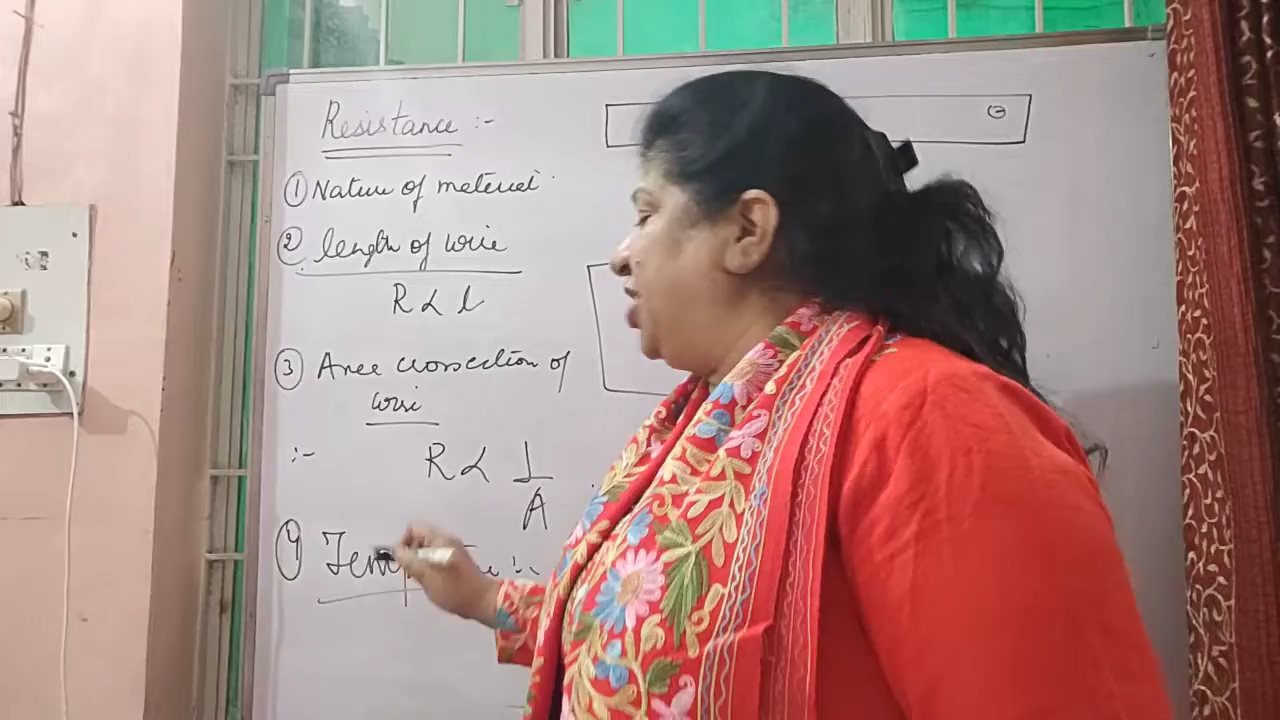 Resistance :-
① Nature of material
② length of wire
R ∝ l
③ Area crossection of
wire
:-
R ∝ 1/A
④